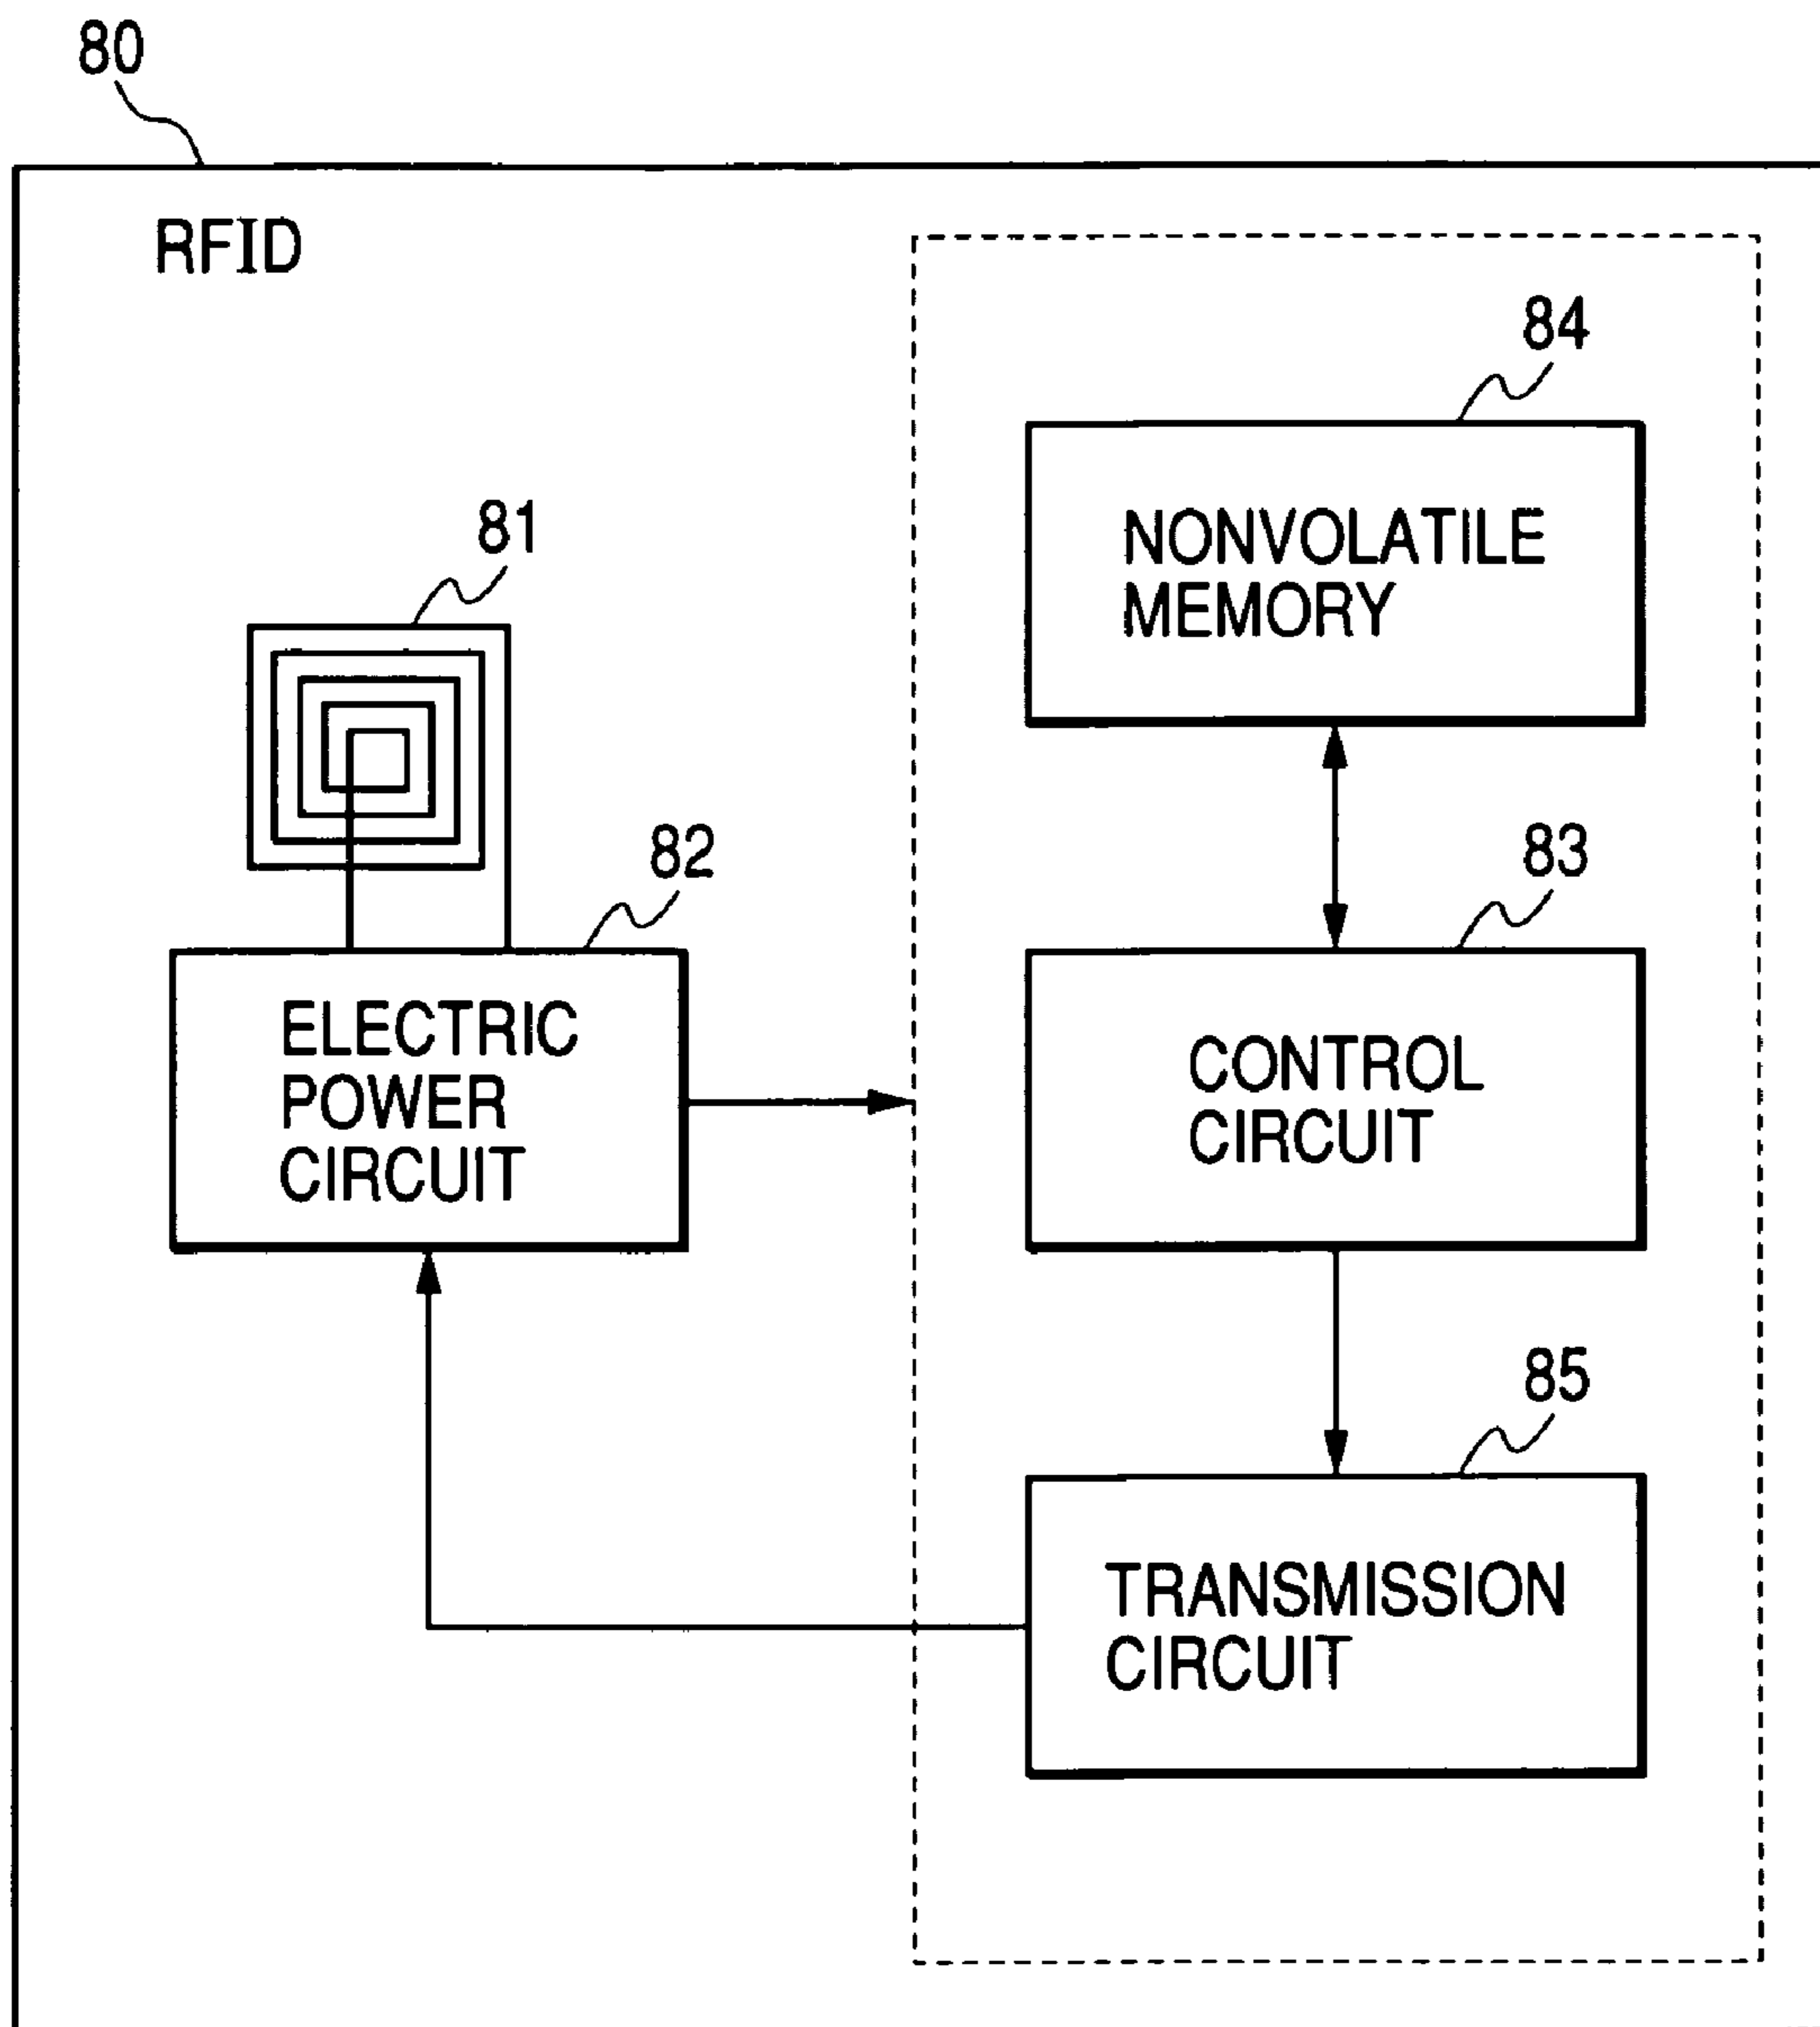 80
RFID
84
NONVOLATILE
MEMORY
81
82
83
ELECTRIC
POWER
CIRCUIT
CONTROL
CIRCUIT
85
TRANSMISSION
CIRCUIT